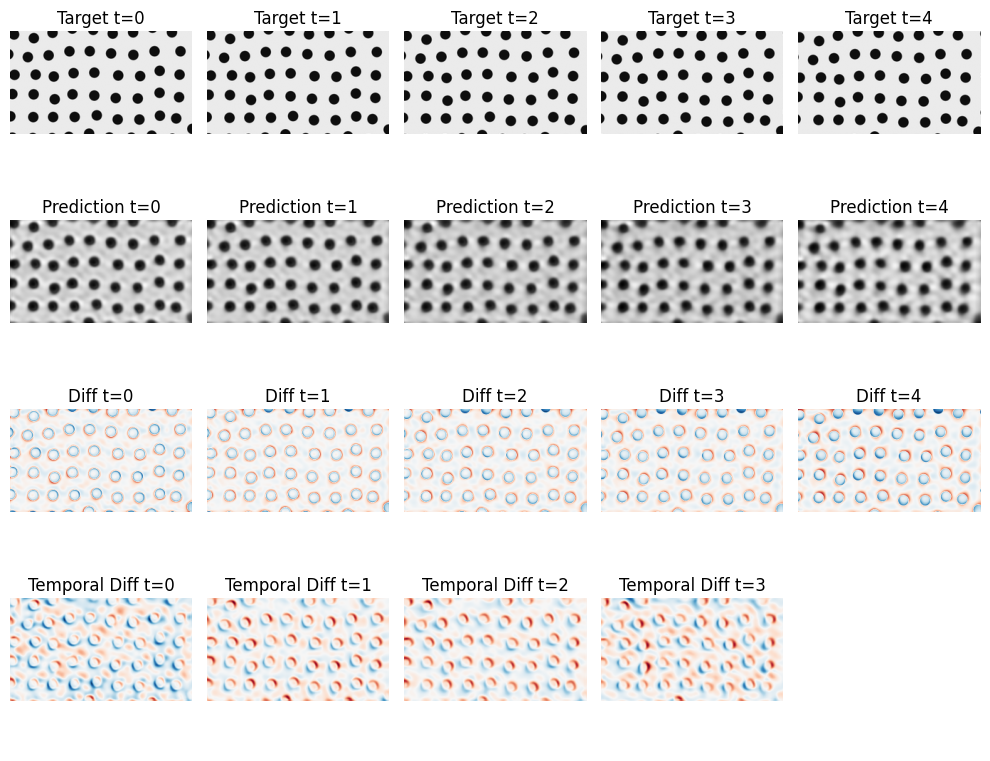 Target t=0
Target t=1
Target t=2
Target t=3
Target t=4
Prediction t=0
Prediction t=1
Prediction t=2
Prediction t=3
Prediction t=4
Diff t=0
Diff t=1
Diff t=2
Diff t=3
Diff t=4
Temporal Diff t=0
Temporal Diff t=1
Temporal Diff t=2
Temporal Diff t=3